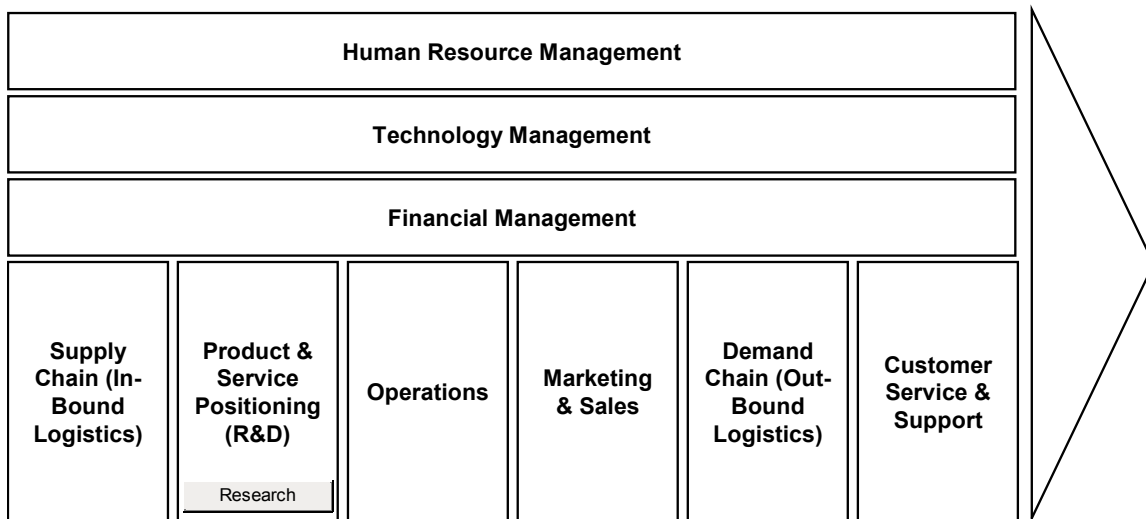 Human Resource Management
Technology Management
Financial Management
Supply
Chain (In-
Bound
Logistics)
Product &
Service
Positioning
(R&D)
Research
Operations
Marketing
& Sales
Demand
Chain (Out-
Bound
Logistics)
Customer
Service &
Support